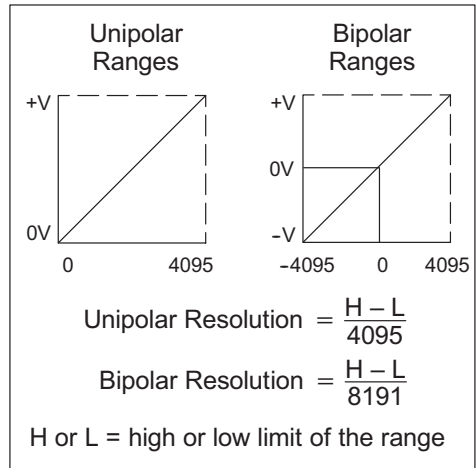 Unipolar Ranges
Bipolar Ranges
+V
0V
0
4095
+V
0V
--V
--4095
0
4095
Unipolar Resolution = H – L / 4095
Bipolar Resolution = H – L / 8191
H or L = high or low limit of the range